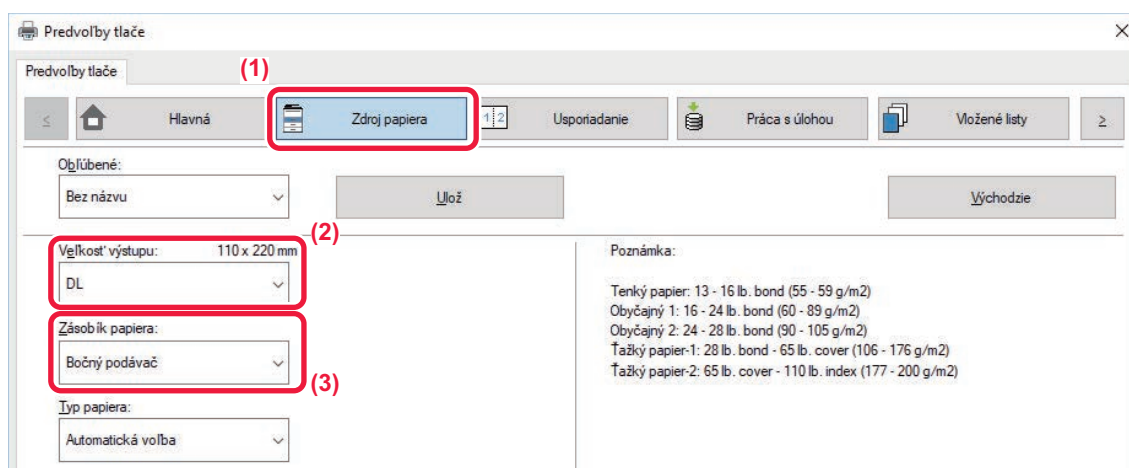 Predvoľby tlače
Predvoľby tlače
(1)
< Hlavná Zdroj papiera 1 2 Usporiadanie Práca s úlohou Vložené listy >
Obľúbené:
Bez názvu Ulož Východzie
(2)
Veľkosť výstupu: 110 x 220 mm Poznámka:
DL
Tenký papier: 13 - 16 lb. bond (55 - 59 g/m2)
Obyčajný 1: 16 - 24 lb. bond (60 - 89 g/m2)
Zásobík papiera:
Obyčajný 2: 24 - 28 lb. bond (90 - 105 g/m2)
Ťažký papier-1: 28 lb. bond - 65 lb. cover (106 - 176 g/m2)
Bočný podávač
Ťažký papier-2: 65 lb. cover - 110 lb. index (177 - 200 g/m2)
(3)
Typ papiera:
Automatická voľba